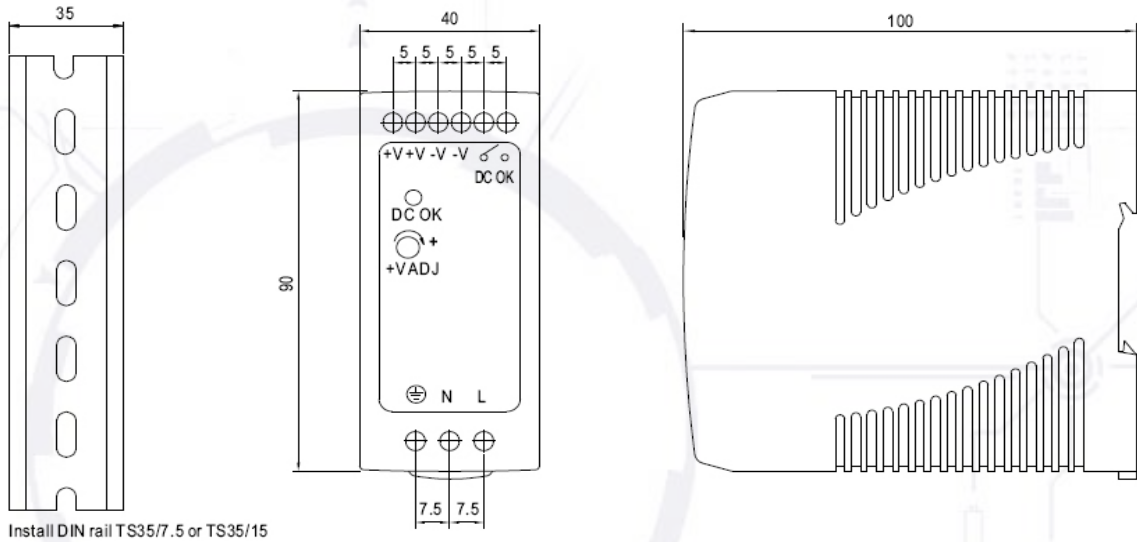 35
40
100
5 5 5 5 5
+V +V -V -V
DC OK
DC OK
+
+V ADJ
90
⏚ N L
7.5 7.5
Install DIN rail TS35/7.5 or TS35/15